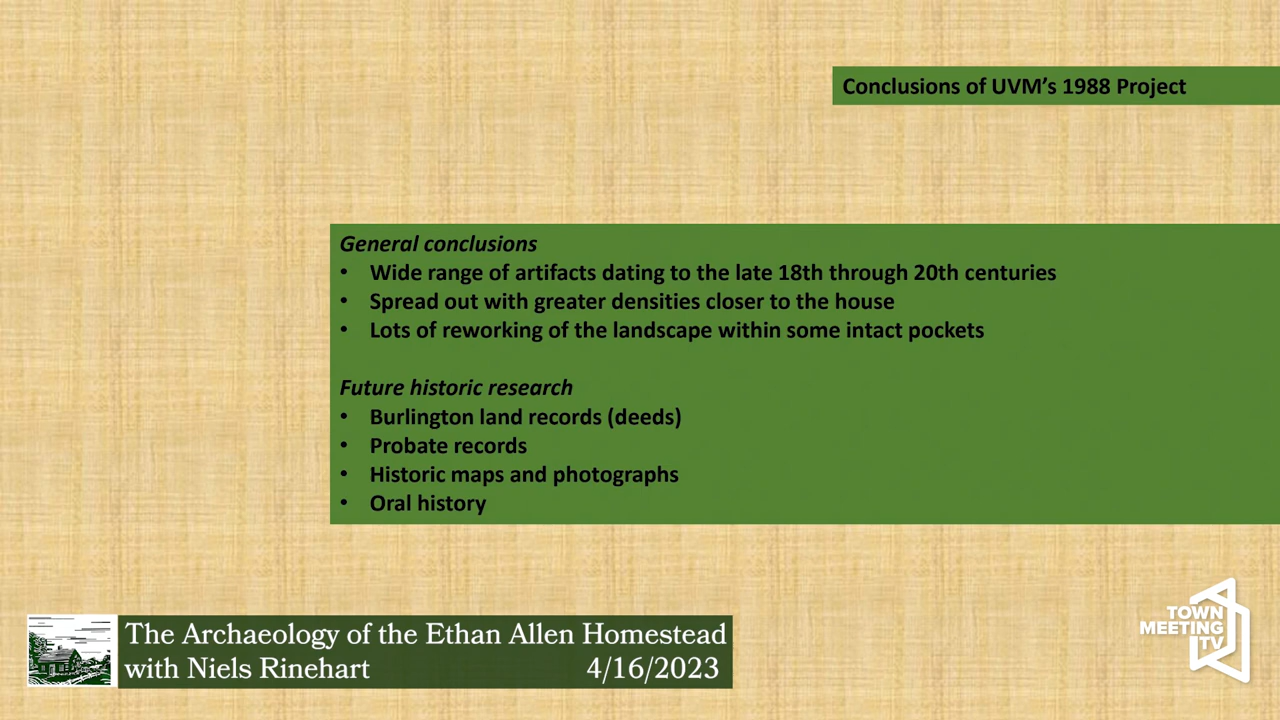 Conclusions of UVM’s 1988 Project
General conclusions
• Wide range of artifacts dating to the late 18th through 20th centuries
• Spread out with greater densities closer to the house
• Lots of reworking of the landscape within some intact pockets
Future historic research
• Burlington land records (deeds)
• Probate records
• Historic maps and photographs
• Oral history
The Archaeology of the Ethan Allen Homestead
with Niels Rinehart 4/16/2023
TOWN
MEETING
TV